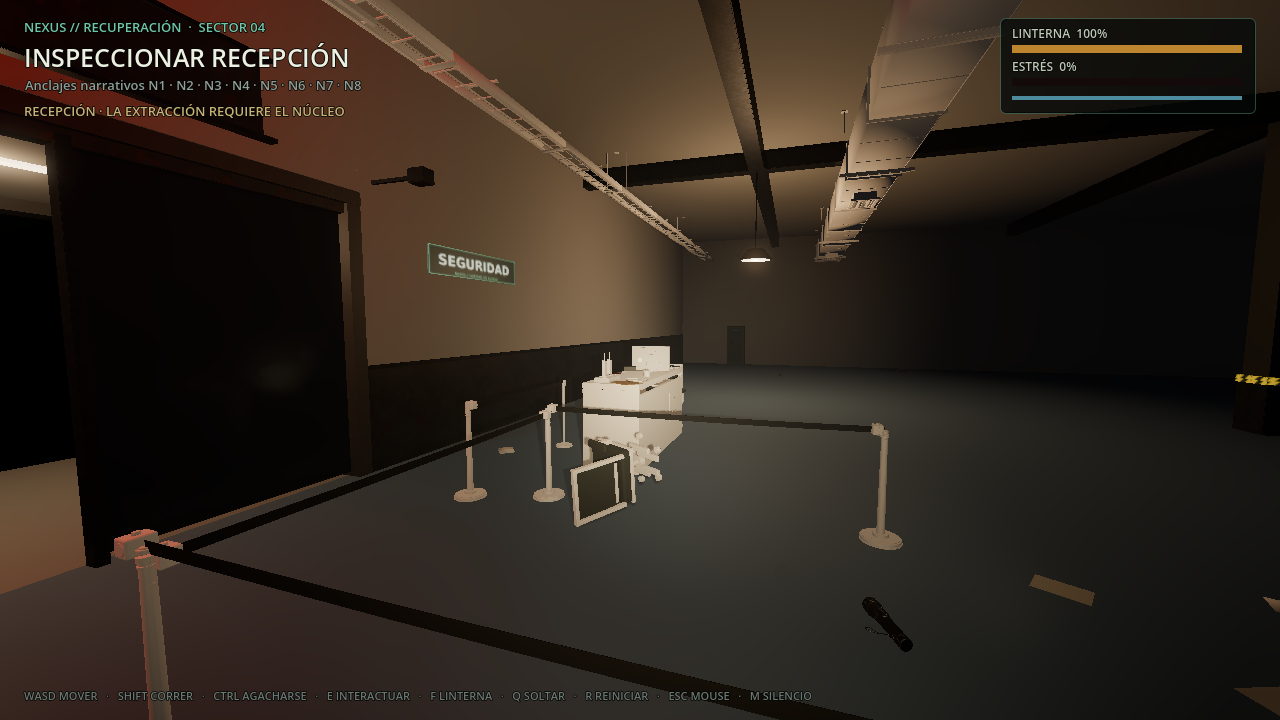 NEXUS // RECUPERACIÓN · SECTOR 04
INSPECCIONAR RECEPCIÓN
Anclajes narrativos N1 · N2 · N3 · N4 · N5 · N6 · N7 · N8
RECEPCIÓN · LA EXTRACCIÓN REQUIERE EL NÚCLEO
LINTERNA 100%
ESTRÉS 0%
SEGURIDAD
WASD MOVER · SHIFT CORRER · CTRL AGACHARSE · E INTERACTUAR · F LINTERNA · Q SOLTAR · R REINICIAR · ESC MOUSE · M SILENCIO